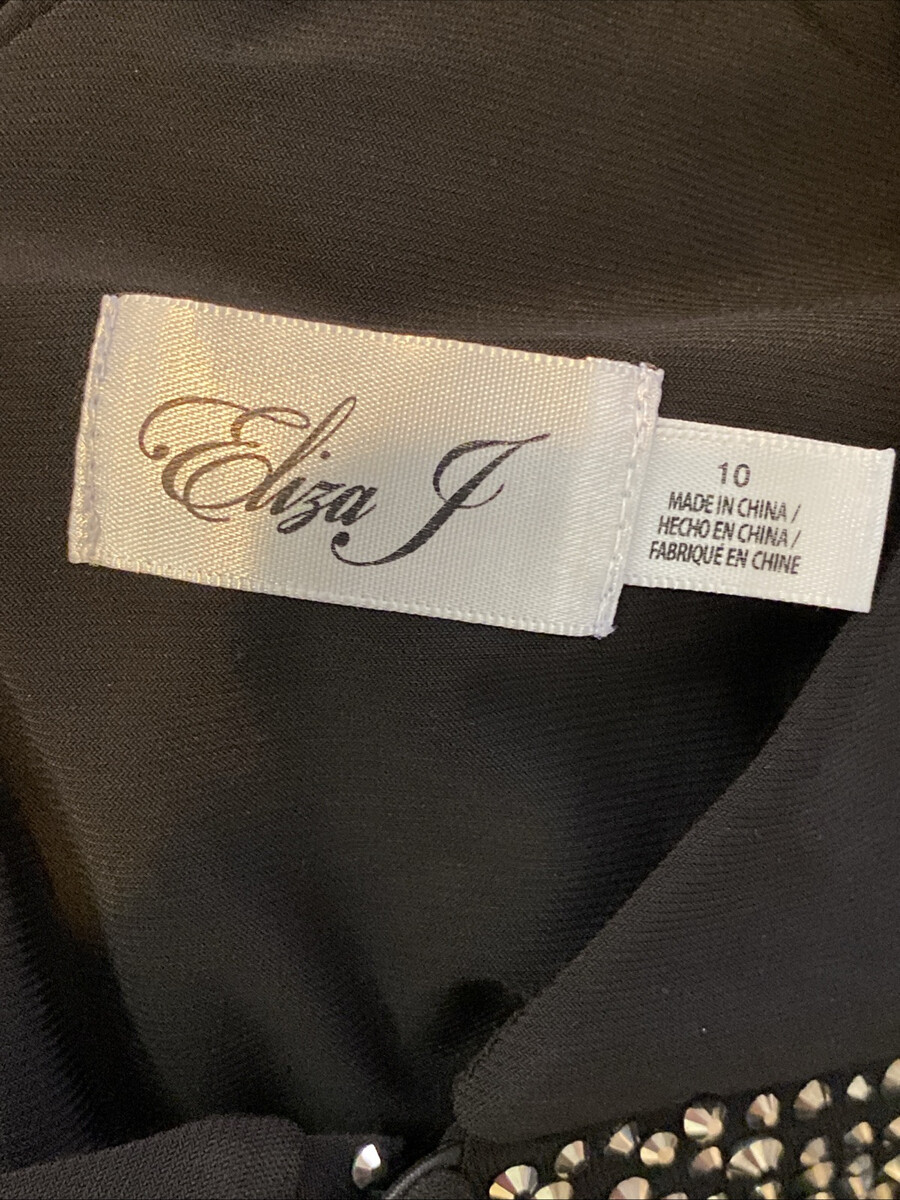 Eliza J
10
MADE IN CHINA /
HECHO EN CHINA /
FABRIQUÉ EN CHINE